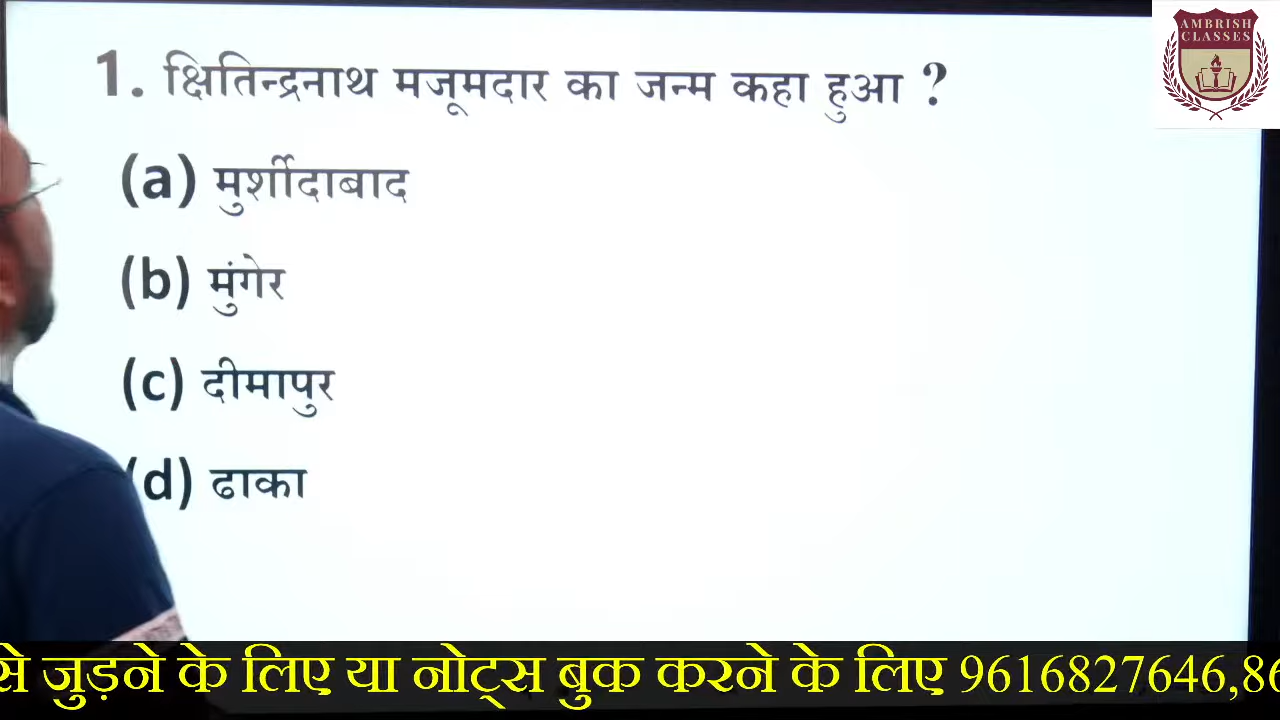 AMBRISH
CLASSES
1. क्षितिन्द्रनाथ मजूमदार का जन्म कहा हुआ ?
(a) मुर्शीदाबाद
(b) मुंगेर
(c) दीमापुर
(d) ढाका
से जुड़ने के लिए या नोट्स बुक करने के लिए 9616827646,86